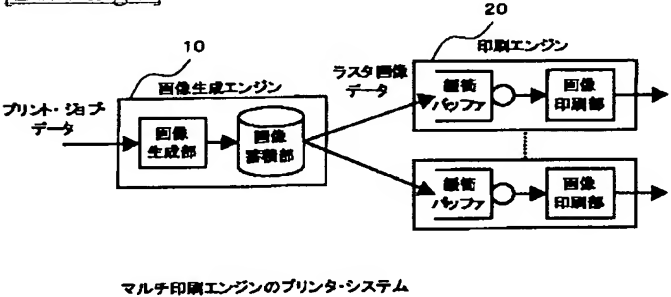 10
画像生成エンジン
プリント・ジョブ・
データ
画像
生成部
画像
蓄積部
ラスタ画像
データ
20
印刷エンジン
緩衝
バッファ
画像
印刷部
緩衝
バッファ
画像
印刷部
マルチ印刷エンジンのプリンタ・システム